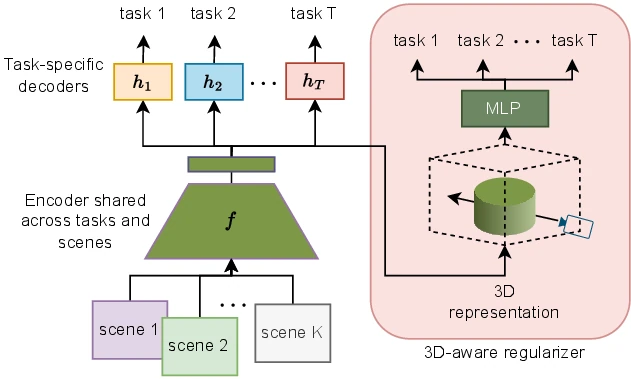 task 1 task 2 task T
Task-specific
decoders
h1 h2 ... hT
Encoder shared
across tasks and
scenes
f
scene 1
scene 2
...
scene K
task 1 task 2 ... task T
MLP
3D
representation
3D-aware regularizer